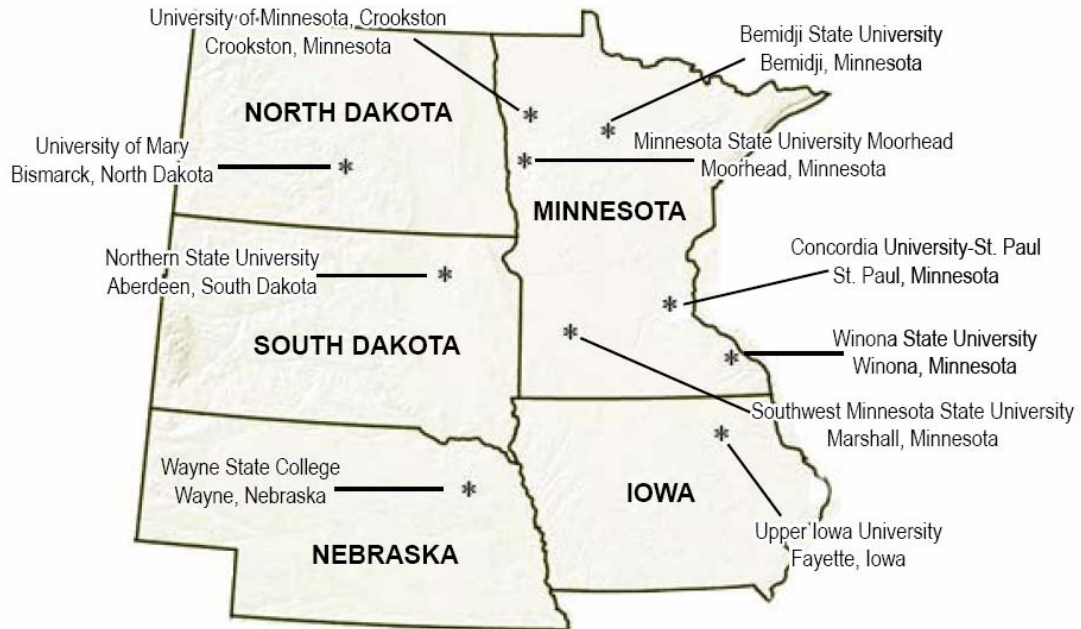 University of Minnesota, Crookston
Crookston, Minnesota
Bemidji State University
Bemidji, Minnesota
NORTH DAKOTA
University of Mary
Bismarck, North Dakota
Minnesota State University Moorhead
Moorhead, Minnesota
MINNESOTA
Northern State University
Aberdeen, South Dakota
Concordia University-St. Paul
St. Paul, Minnesota
SOUTH DAKOTA
Winona State University
Winona, Minnesota
Southwest Minnesota State University
Marshall, Minnesota
Wayne State College
Wayne, Nebraska
IOWA
Upper Iowa University
Fayette, Iowa
NEBRASKA